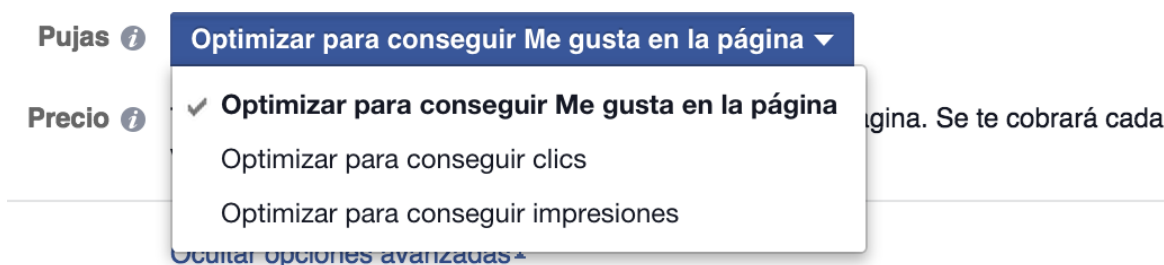 Pujas
Optimizar para conseguir Me gusta en la página
Optimizar para conseguir Me gusta en la página
Precio
ágina. Se te cobrará cada
Optimizar para conseguir clics
Optimizar para conseguir impresiones
Ocultar opciones avanzadas